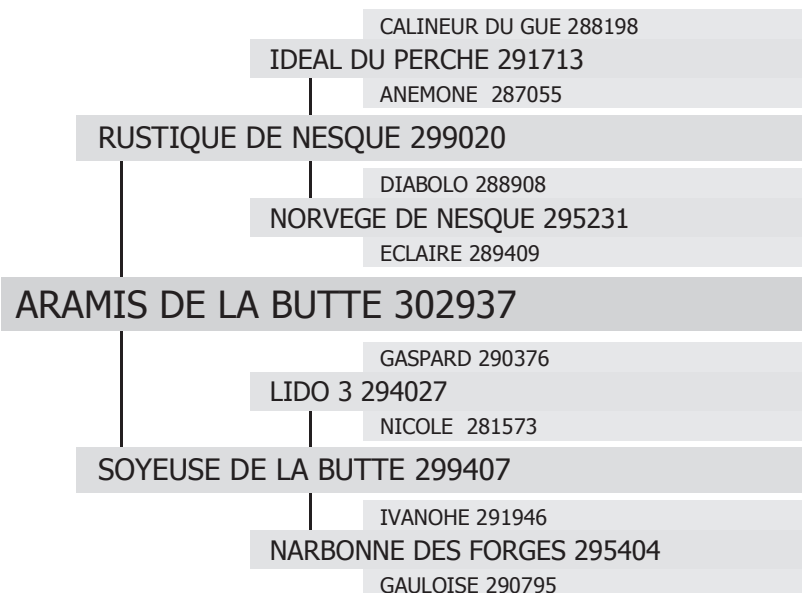 CALINEUR DU GUE 288198
IDEAL DU PERCHE 291713
ANEMONE 287055
RUSTIQUE DE NESQUE 299020
DIABOLO 288908
NORVEGE DE NESQUE 295231
ECLAIRE 289409
ARAMIS DE LA BUTTE 302937
GASPARD 290376
LIDO 3 294027
NICOLE 281573
SOYEUSE DE LA BUTTE 299407
IVANOHE 291946
NARBONNE DES FORGES 295404
GAULOISE 290795